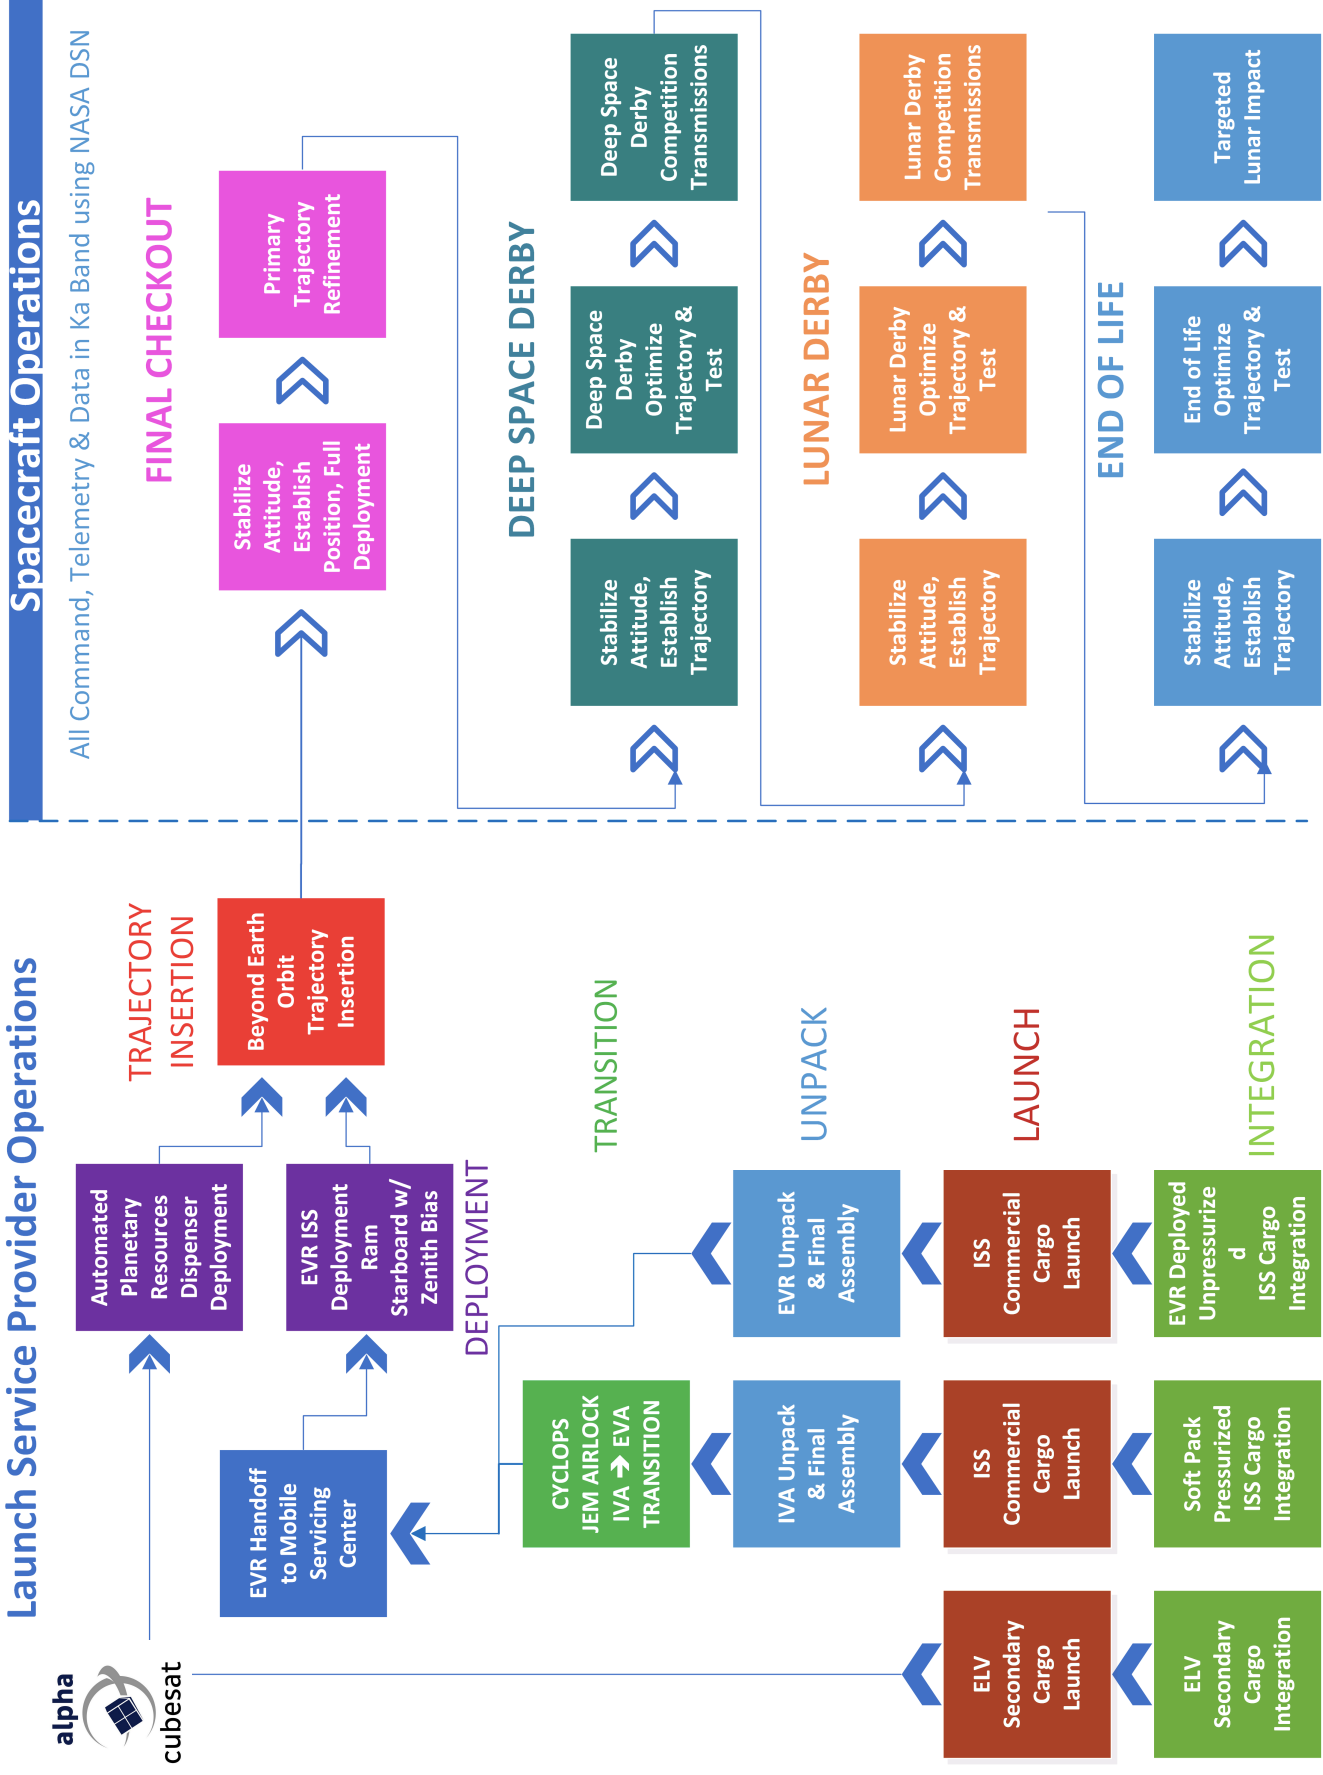 Launch Service Provider Operations
Spacecraft Operations
All Command, Telemetry & Data in Ka Band using NASA DSN
alpha
cubesat
Automated
Planetary
Resources
Dispenser
Deployment
TRAJECTORY
INSERTION
FINAL CHECKOUT
EVR Handoff
to Mobile
Servicing
Center
EVR ISS
Deployment
Ram
Starboard w/
Zenith Bias
DEPLOYMENT
Beyond Earth
Orbit
Trajectory
Insertion
Stabilize
Attitude,
Establish
Position, Full
Deployment
Primary
Trajectory
Refinement
CYCLOPS
JEM AIRLOCK
IVA ➔ EVA
TRANSITION
TRANSITION
DEEP SPACE DERBY
Stabilize
Attitude,
Establish
Trajectory
Deep Space
Derby
Optimize
Trajectory &
Test
Deep Space
Derby
Competition
Transmissions
IVA Unpack
& Final
Assembly
EVR Unpack
& Final
Assembly
UNPACK
LUNAR DERBY
Stabilize
Attitude,
Establish
Trajectory
Lunar Derby
Optimize
Trajectory &
Test
Lunar Derby
Competition
Transmissions
ELV
Secondary
Cargo
Launch
ISS
Commercial
Cargo
Launch
ISS
Commercial
Cargo
Launch
LAUNCH
END OF LIFE
ELV
Secondary
Cargo
Integration
Soft Pack
Pressurized
ISS Cargo
Integration
EVR Deployed
Unpressurize
d
ISS Cargo
Integration
INTEGRATION
Stabilize
Attitude,
Establish
Trajectory
End of Life
Optimize
Trajectory &
Test
Targeted
Lunar Impact